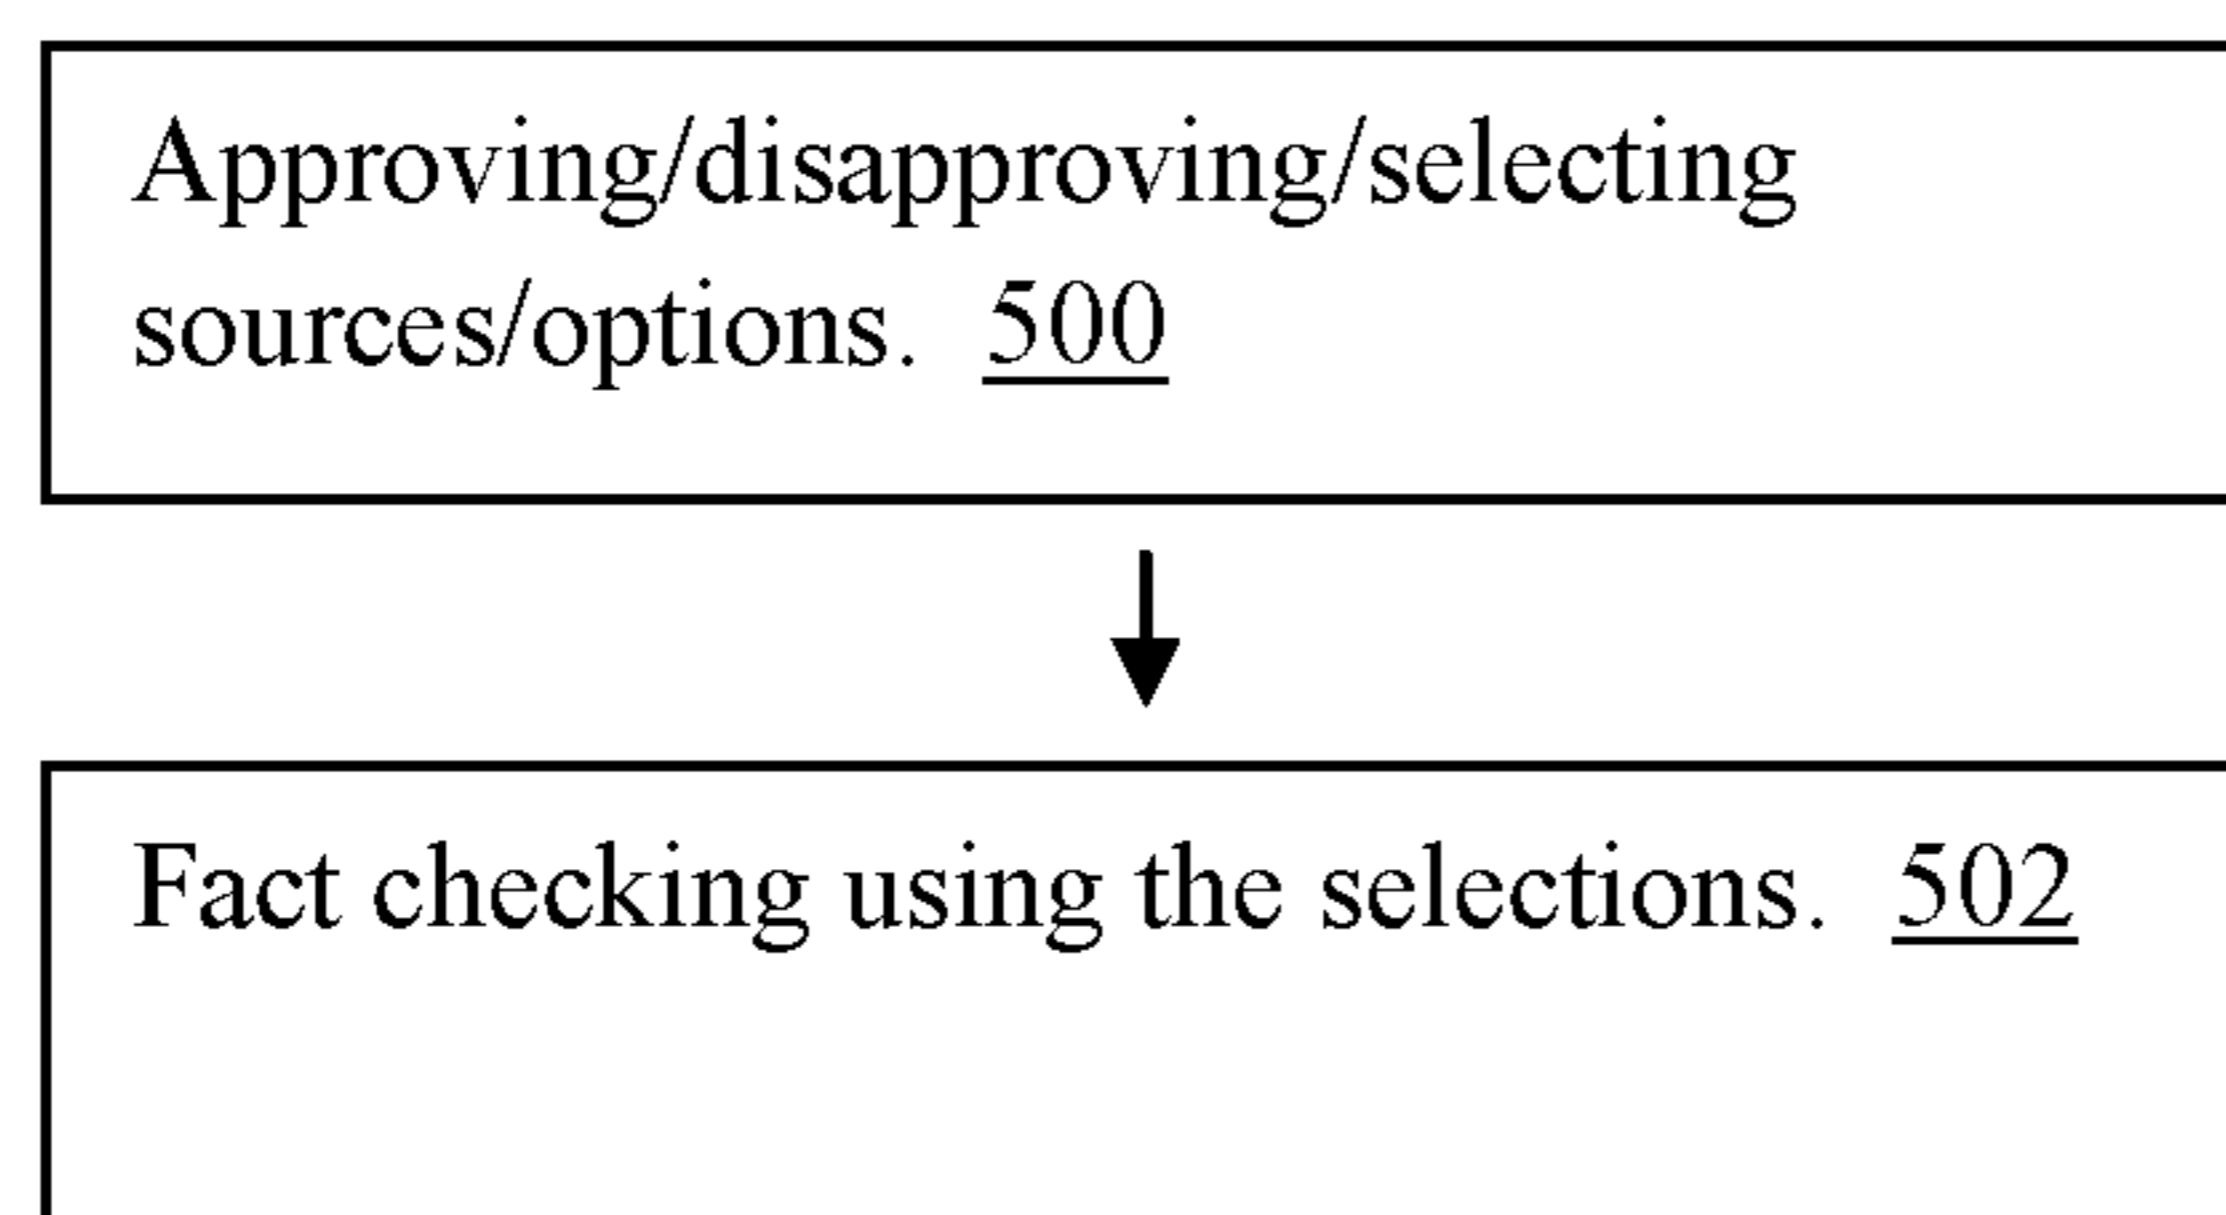 Approving/disapproving/selecting
sources/options. 500
Fact checking using the selections. 502